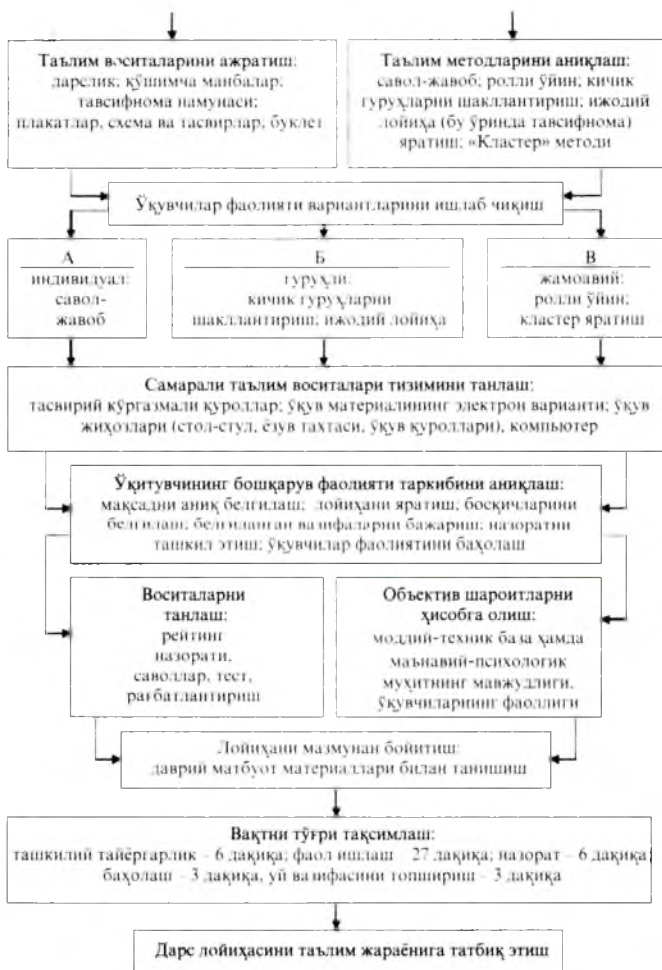 Таълим воситаларини ажратиш:
дарслик; қўшимча манбалар;
тавсифнома намунаси;
плакатлар, схема ва тасвирлар, буклет
Таълим методларини аниқлаш:
савол-жавоб; ролли ўйин; кичик
гуруҳларни шакллантириш; ижодий
лойиҳа (бу ўринда тавсифнома)
яратиш; «Кластер» методи
Ўқувчилар фаолияти вариантларини ишлаб чиқиш
А
индивидуал:
савол-
жавоб
Б
гуруҳли:
кичик гуруҳларни
шакллантириш; ижодий лойиҳа
В
жамоавий:
ролли ўйин;
кластер яратиш
Самарали таълим воситалари тизимини танлаш:
тасвирий кўргазмали қуроллар; ўқув материалининг электрон варианти; ўқув
жиҳозлари (стол-стул, ёзув тахтаси, ўқув қуроллари), компьютер
Ўқитувчининг бошқарув фаолияти таркибини аниқлаш:
мақсадни аниқ белгилаш; лойиҳани яратиш; босқичларини
белгилаш; белгиланган вазифаларни бажариш; назоратни
ташкил этиш; ўқувчилар фаолиятини баҳолаш
Воситаларни
танлаш:
рейтинг
назорати,
саволлар, тест,
рағбатлантириш
Объектив шароитларни
ҳисобга олиш:
моддий-техник база ҳамда
маънавий-психологик
муҳитнинг мавжудлиги,
ўқувчиларнинг фаоллиги
Лойиҳани мазмунан бойитиш:
даврий матбуот материаллари билан танишиш
Вақтни тўғри тақсимлаш:
ташкилий тайёргарлик – 6 дақиқа; фаол ишлаш – 27 дақиқа; назорат – 6 дақиқа
баҳолаш – 3 дақиқа, уй вазифасини топшириш – 3 дақиқа
Дарс лойиҳасини таълим жараёнига татбиқ этиш